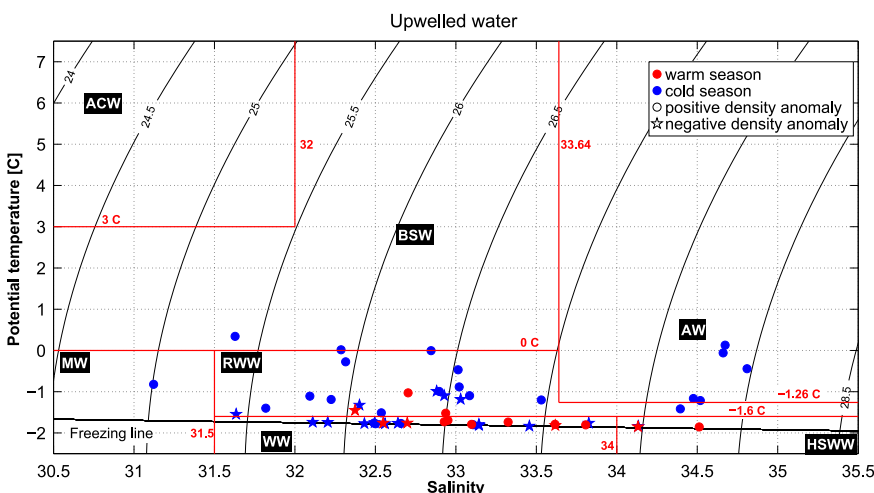 Upwelled water
7
6
5
4
3
2
1
0
−1
−2
Potential temperature [C]
24
24.5
25
25.5
26
26.5
28.5
ACW
warm season
cold season
positive density anomaly
negative density anomaly
32
33.64
3 C
BSW
0 C
AW
MW
RWW
−1.26 C
−1.6 C
Freezing line
31.5
WW
34
HSWW
30.5
31
31.5
32
32.5
33
33.5
34
34.5
35
35.5
Salinity